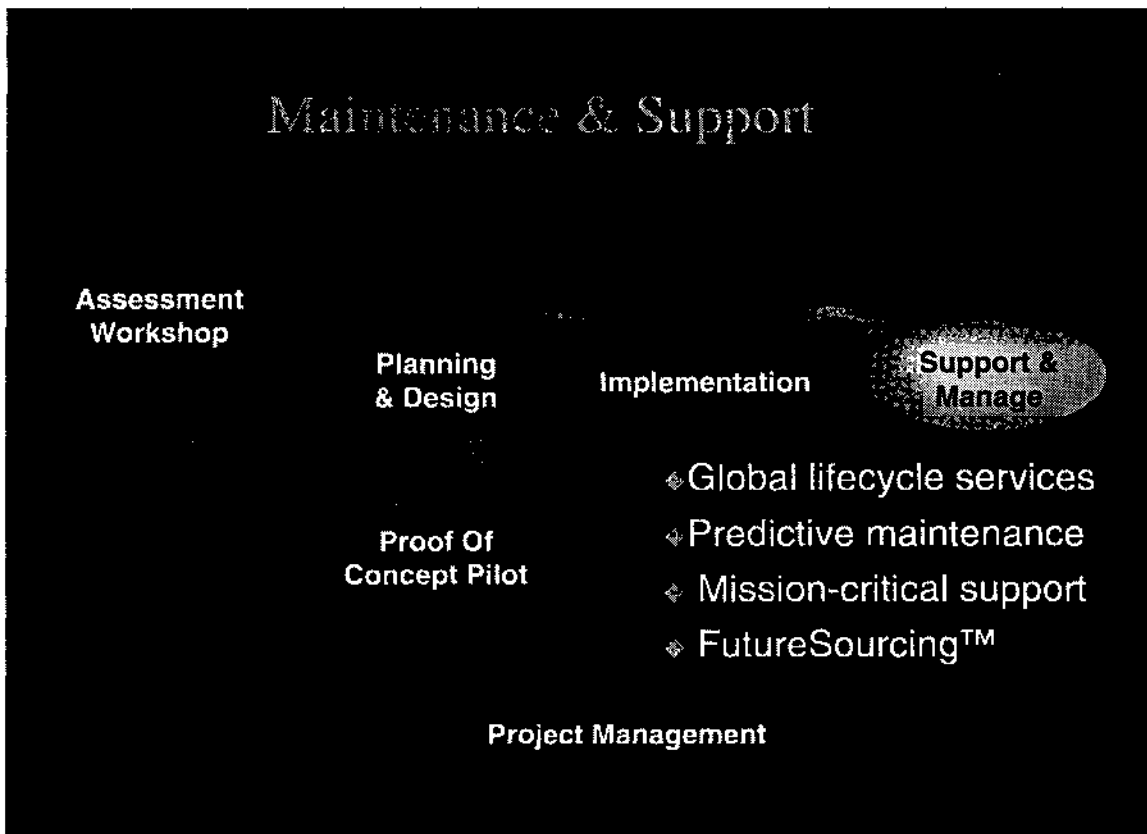 Maintenance & Support
Assessment
Workshop
Planning
& Design
Implementation
Support &
Manage
Global lifecycle services
Predictive maintenance
Mission-critical support
FutureSourcing™
Proof Of
Concept Pilot
Project Management